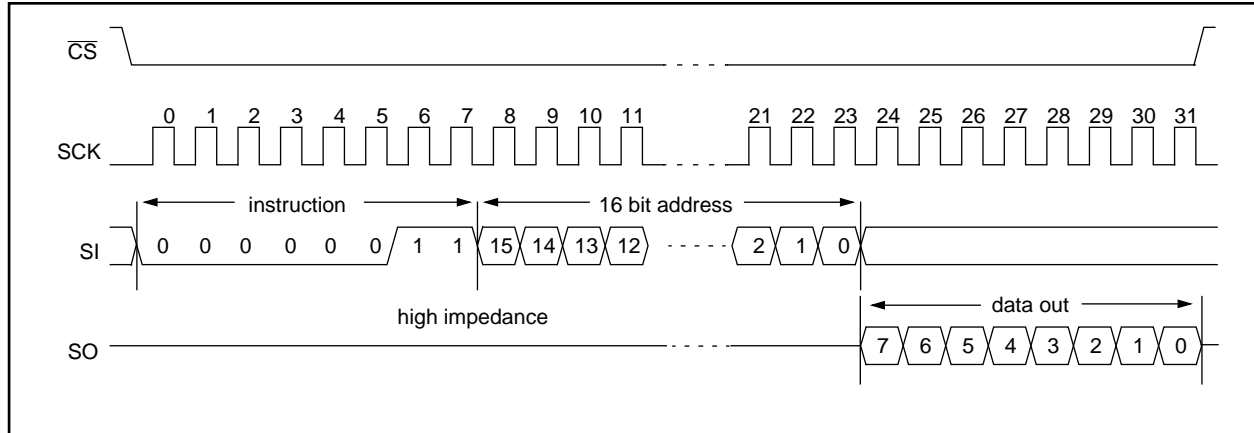 CS
0 1 2 3 4 5 6 7 8 9 10 11 21 22 23 24 25 26 27 28 29 30 31
SCK
instruction 16 bit address
SI 0 0 0 0 0 0 1 1 15 14 13 12 2 1 0
high impedance data out
SO 7 6 5 4 3 2 1 0